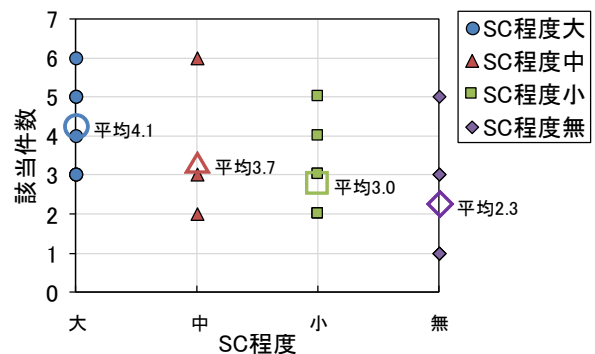 7
6
5
4
3
2
1
0
該当件数
平均4.1
平均3.7
平均3.0
平均2.3
大
中
小
無
SC程度
SC程度大
SC程度中
SC程度小
SC程度無